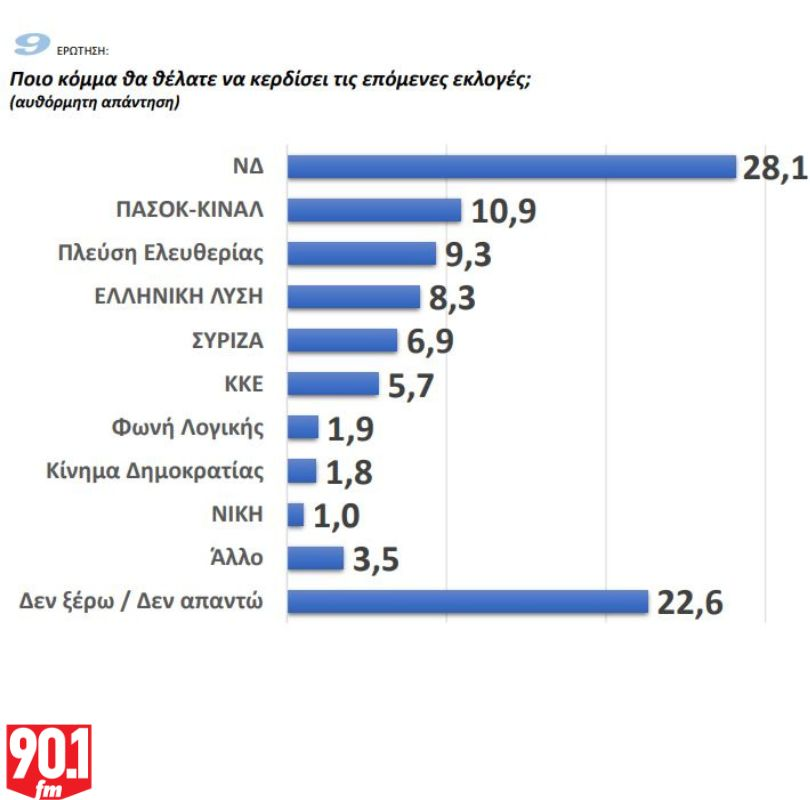 9 ΕΡΩΤΗΣΗ:
Ποιο κόμμα θα θέλατε να κερδίσει τις επόμενες εκλογές;
(αυθόρμητη απάντηση)
ΝΔ 28,1
ΠΑΣΟΚ-ΚΙΝΑΛ 10,9
Πλεύση Ελευθερίας 9,3
ΕΛΛΗΝΙΚΗ ΛΥΣΗ 8,3
ΣΥΡΙΖΑ 6,9
ΚΚΕ 5,7
Φωνή Λογικής 1,9
Κίνημα Δημοκρατίας 1,8
ΝΙΚΗ 1,0
Άλλο 3,5
Δεν ξέρω / Δεν απαντώ 22,6
90.1
fm